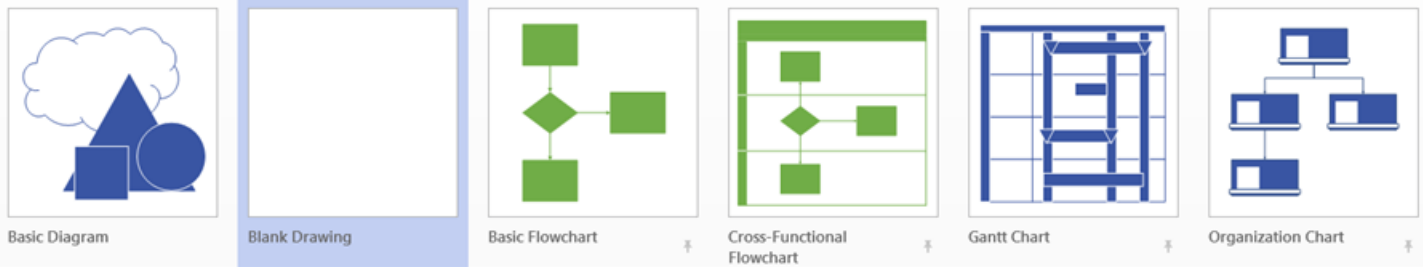 Basic Diagram
Blank Drawing
Basic Flowchart
Cross-Functional
Flowchart
Gantt Chart
Organization Chart